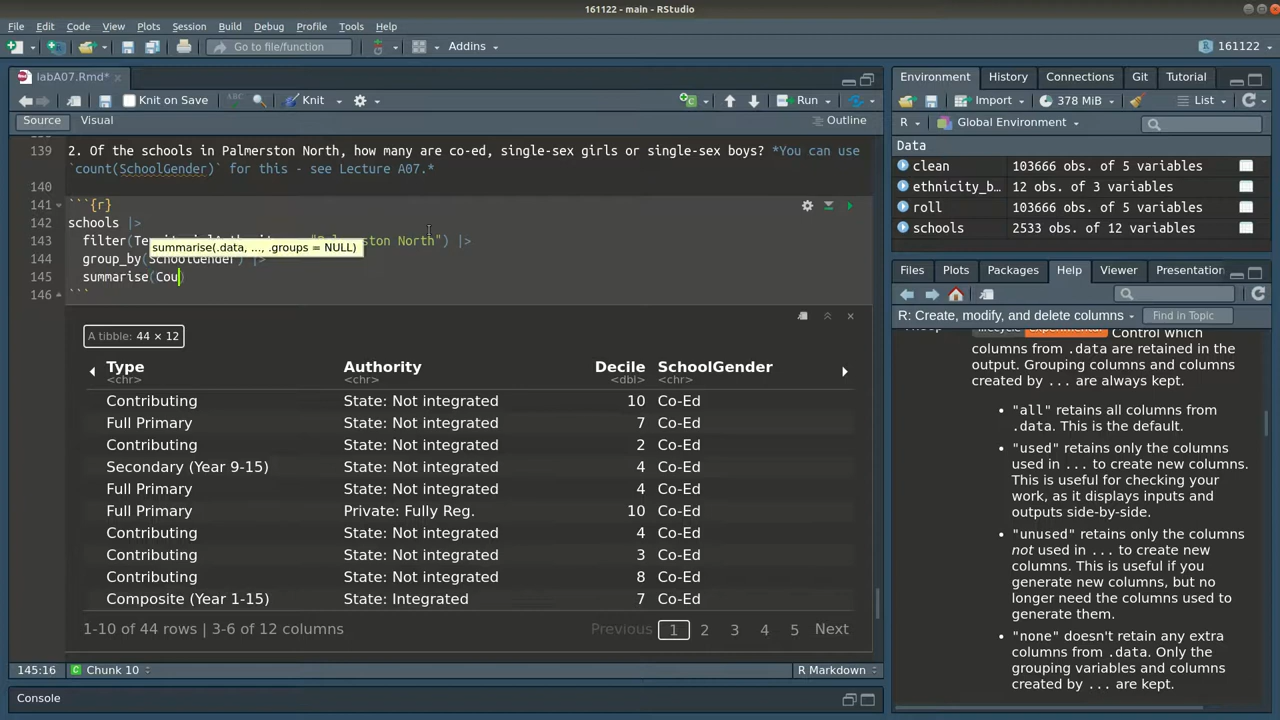 161122 - main - RStudio
File Edit Code View Plots Session Build Debug Profile Tools Help
Go to file/function Addins 161122
labA07.Rmd*
Knit on Save ABC Knit Run
Source Visual Outline
139 2. Of the schools in Palmerston North, how many are co-ed, single-sex girls or single-sex boys? *You can use
`count(SchoolGender)` for this - see Lecture A07.*
140
141 ```{r}
142 schools |>
143 filter( North") |>
summarise(.data, ..., .groups = NULL)
144 group_by(SchoolGender) |>
145 summarise(Cou)
146 ```
A tibble: 44 × 12
Type Authority Decile SchoolGender
<chr> <chr> <dbl> <chr>
Contributing State: Not integrated 10 Co-Ed
Full Primary State: Not integrated 7 Co-Ed
Contributing State: Not integrated 2 Co-Ed
Secondary (Year 9-15) State: Not integrated 4 Co-Ed
Full Primary State: Not integrated 4 Co-Ed
Full Primary Private: Fully Reg. 10 Co-Ed
Contributing State: Not integrated 4 Co-Ed
Contributing State: Not integrated 3 Co-Ed
Contributing State: Not integrated 8 Co-Ed
Composite (Year 1-15) State: Integrated 7 Co-Ed
1-10 of 44 rows | 3-6 of 12 columns Previous 1 2 3 4 5 Next
145:16 Chunk 10 R Markdown
Console
Environment History Connections Git Tutorial
Import 378 MiB List
R Global Environment
Data
clean 103666 obs. of 5 variables
ethnicity_b… 12 obs. of 3 variables
roll 103666 obs. of 5 variables
schools 2533 obs. of 12 variables
Files Plots Packages Help Viewer Presentation
R: Create, modify, and delete columns Find in Topic
Control which
columns from .data are retained in the
output. Grouping columns and columns
created by ... are always kept.
• "all" retains all columns from
.data. This is the default.
• "used" retains only the columns
used in ... to create new columns.
This is useful for checking your
work, as it displays inputs and
outputs side-by-side.
• "unused" retains only the columns
not used in ... to create new
columns. This is useful if you
generate new columns, but no
longer need the columns used to
generate them.
• "none" doesn't retain any extra
columns from .data. Only the
grouping variables and columns
created by ... are kept.